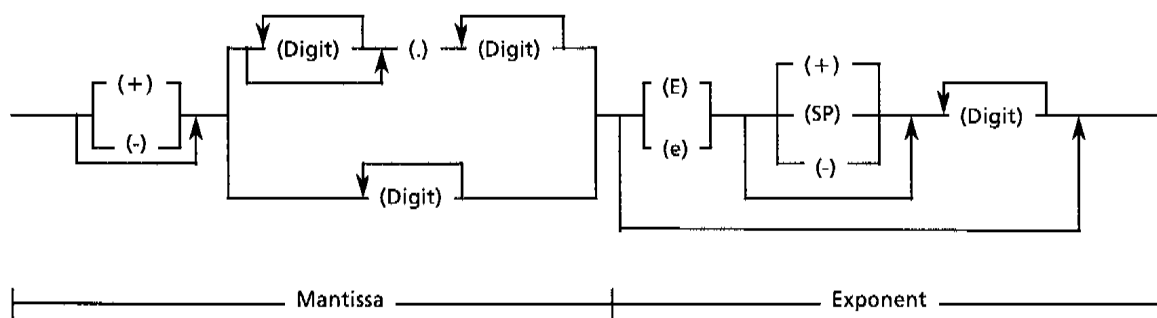 (Digit) (.) (Digit)
(+) (E) (+)
(SP) (Digit)
(-) (e) (-)
(Digit)
Mantissa Exponent